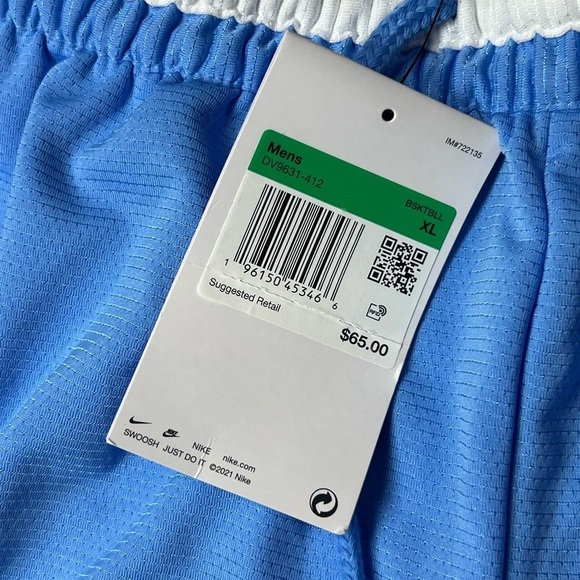 IM#722135
Mens
DV9631-412
BSKTBLL
XL
1 96150 45346 6
RFID
Suggested Retail
$65.00
NIKE nike.com
SWOOSH JUST DO IT ©2021 Nike